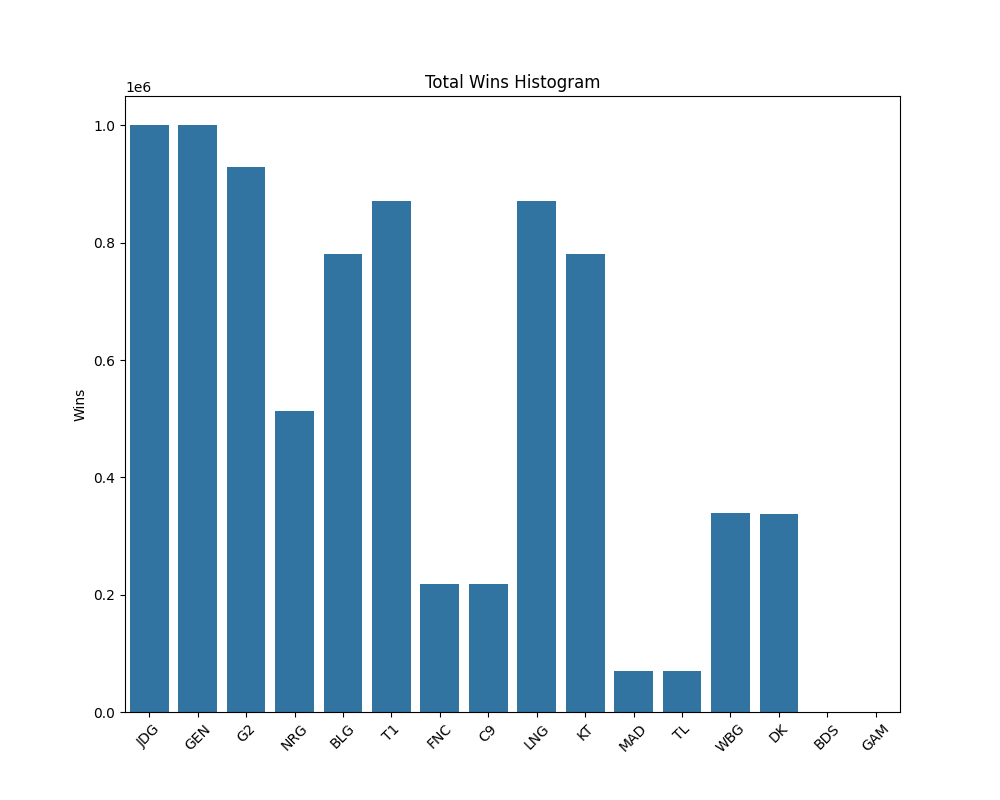 Total Wins Histogram
1e6
1.0
0.8
0.6
0.4
0.2
0.0
Wins
JDG GEN G2 NRG BLG T1 FNC C9 LNG KT MAD TL WBG DK BDS GAM